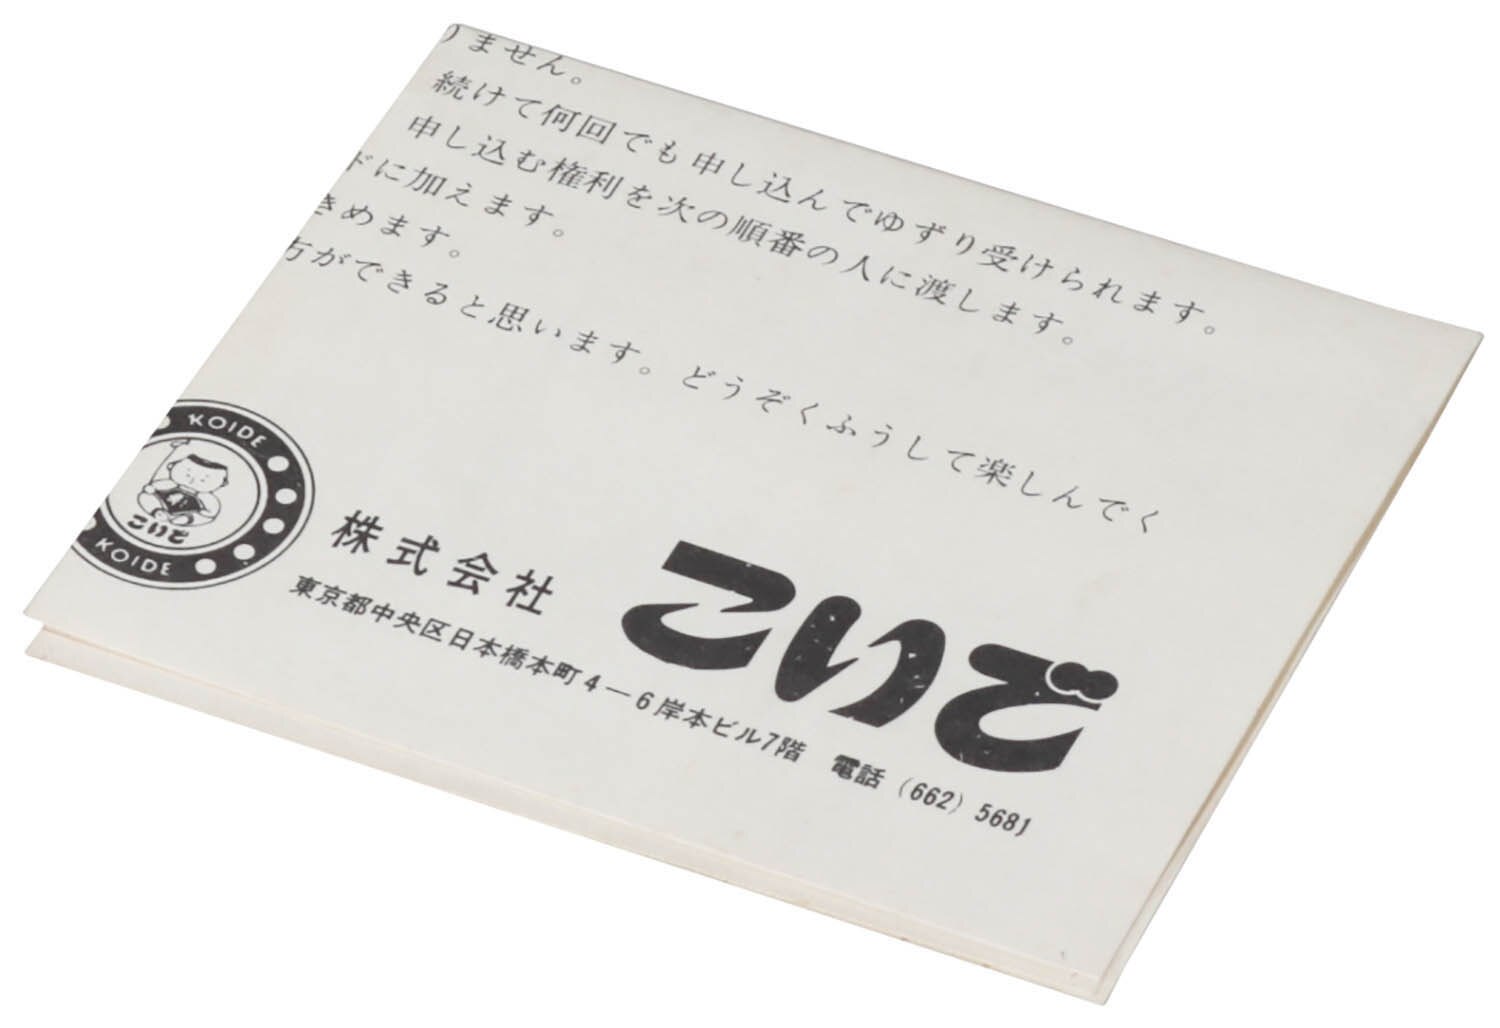 りません。
続けて何回でも申し込んでゆずり受けられます。
申し込む権利を次の順番の人に渡します。
ドに加えます。
きめます。
方ができると思います。どうぞくふうして楽しんでく
KOIDE
こいで
KOIDE
株式会社 こいで
東京都中央区日本橋本町4－6岸本ビル7階 電話(662)5681